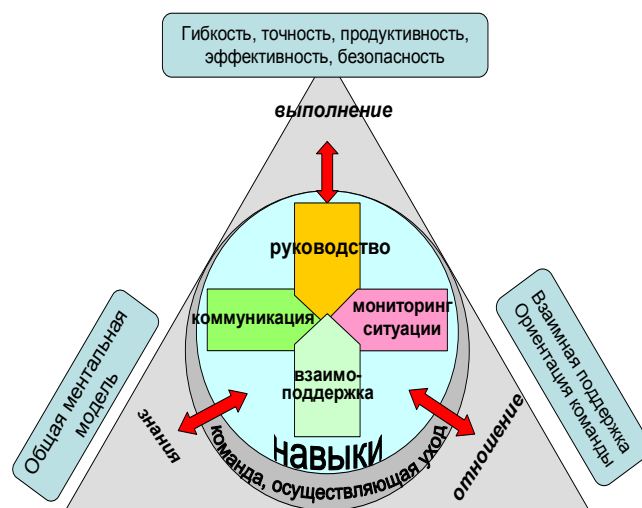 Гибкость, точность, продуктивность,
эффективность, безопасность
выполнение
руководство
коммуникация
мониторинг
ситуации
взаимо-
поддержка
Общая ментальная
модель
знания
Взаимная поддержка
Ориентация команды
отношение
навыки
команда, осуществляющая уход